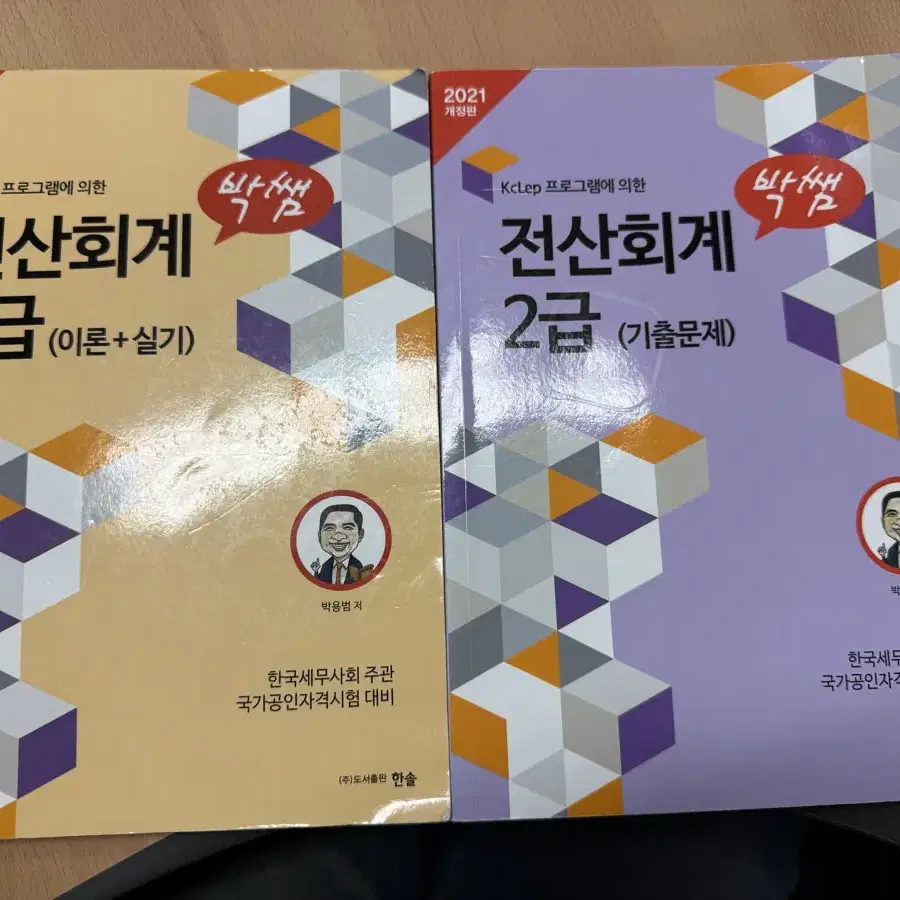 프로그램에 의한
박쌤
전산회계
급 (이론+실기)
박용범 저
한국세무사회 주관
국가공인자격시험 대비
(주)도서출판 한솔
2021
개정판
KcLep 프로그램에 의한
박쌤
전산회계
2급 (기출문제)
박
한국세무
국가공인자격